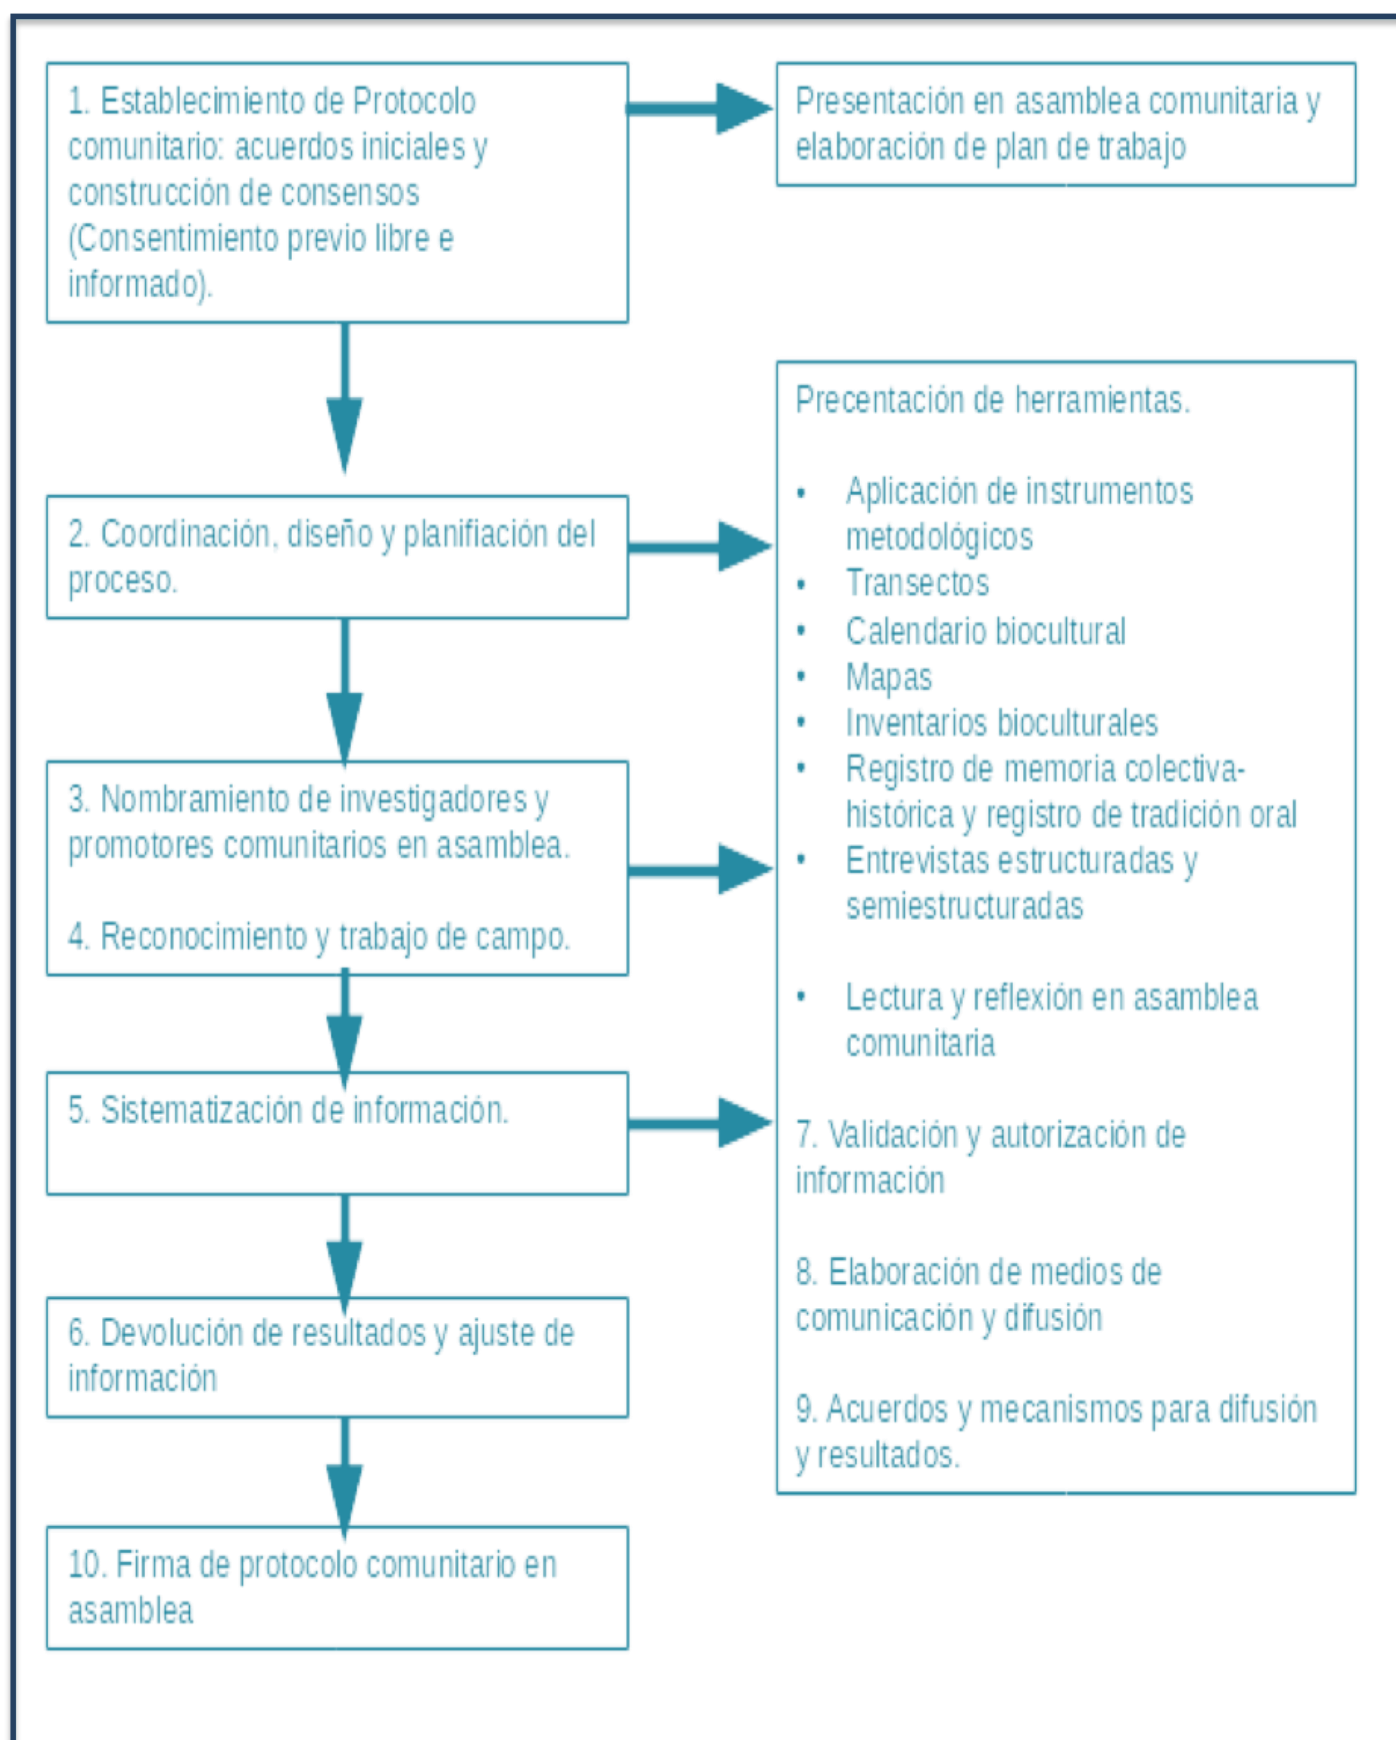 1. Establecimiento de Protocolo
comunitario: acuerdos iniciales y
construcción de consensos
(Consentimiento previo libre e
informado).
Presentación en asamblea comunitaria y
elaboración de plan de trabajo
2. Coordinación, diseño y planifiación del
proceso.
3. Nombramiento de investigadores y
promotores comunitarios en asamblea.
4. Reconocimiento y trabajo de campo.
5. Sistematización de información.
6. Devolución de resultados y ajuste de
información
10. Firma de protocolo comunitario en
asamblea
Precentación de herramientas.
• Aplicación de instrumentos
metodológicos
• Transectos
• Calendario biocultural
• Mapas
• Inventarios bioculturales
• Registro de memoria colectiva-
histórica y registro de tradición oral
• Entrevistas estructuradas y
semiestructuradas
• Lectura y reflexión en asamblea
comunitaria
7. Validación y autorización de
información
8. Elaboración de medios de
comunicación y difusión
9. Acuerdos y mecanismos para difusión
y resultados.